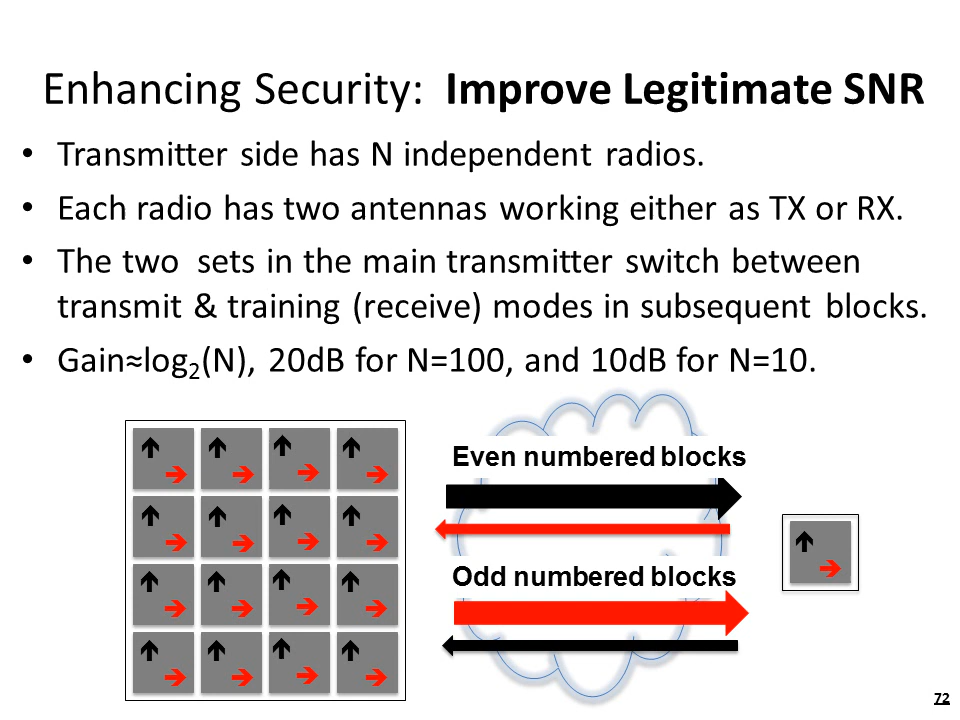 Enhancing Security: Improve Legitimate SNR
• Transmitter side has N independent radios.
• Each radio has two antennas working either as TX or RX.
• The two sets in the main transmitter switch between
transmit & training (receive) modes in subsequent blocks.
• Gain≈log₂(N), 20dB for N=100, and 10dB for N=10.
Even numbered blocks
Odd numbered blocks
72